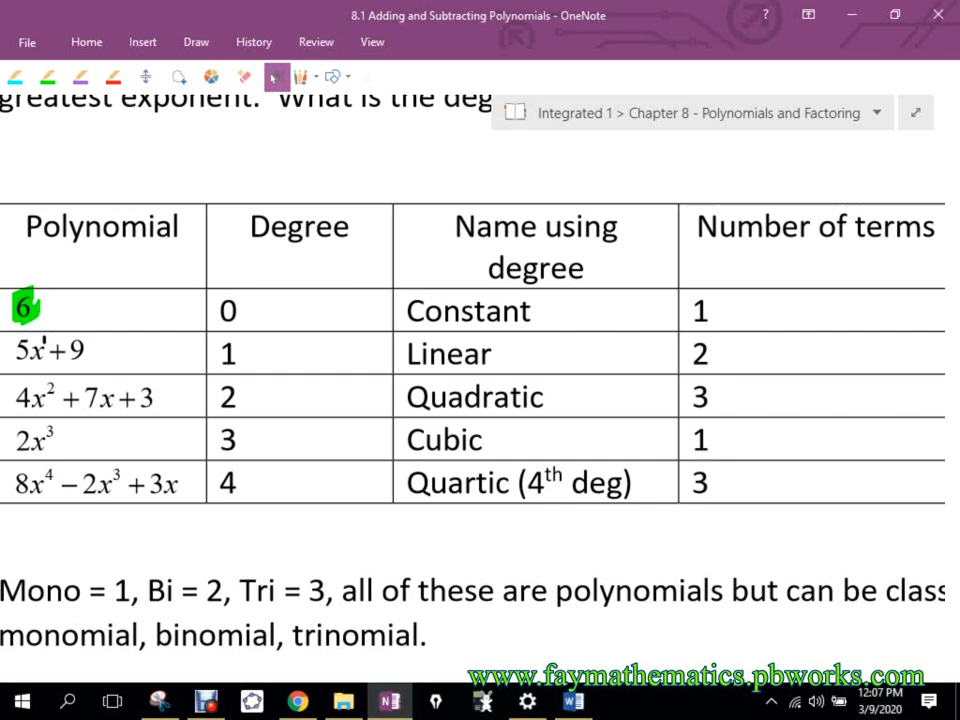 8.1 Adding and Subtracting Polynomials - OneNote
File Home Insert Draw History Review View
greatest exponent. What is the deg
Integrated 1 > Chapter 8 - Polynomials and Factoring
Polynomial Degree Name using degree Number of terms
6 0 Constant 1
5x¹+9 1 Linear 2
4x² + 7x + 3 2 Quadratic 3
2x³ 3 Cubic 1
8x⁴ − 2x³ + 3x 4 Quartic (4th deg) 3
Mono = 1, Bi = 2, Tri = 3, all of these are polynomials but can be class
monomial, binomial, trinomial.
www.faymathematics.pbworks.com
12:07 PM
3/9/2020